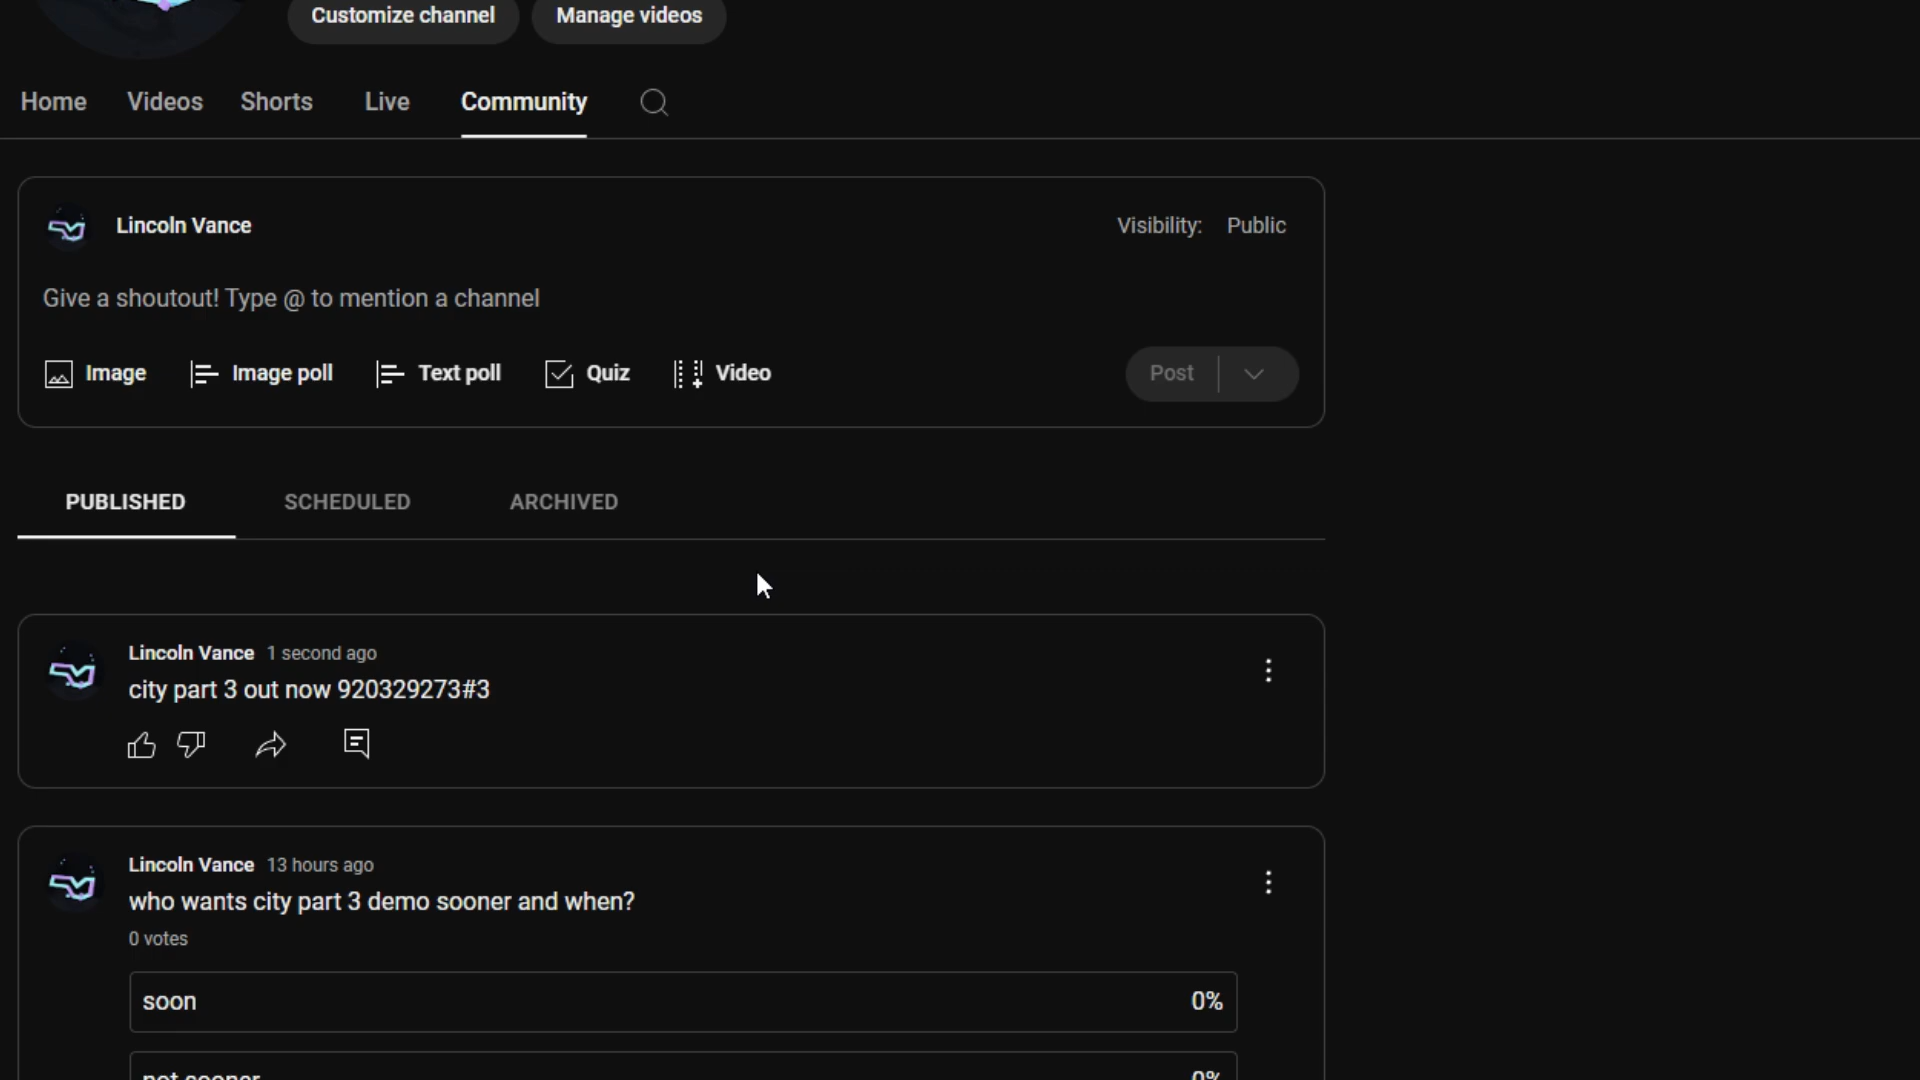 Customize channel Manage videos
Home Videos Shorts Live Community
Lincoln Vance Visibility: Public
Give a shoutout! Type @ to mention a channel
Image Image poll Text poll Quiz Video Post
PUBLISHED SCHEDULED ARCHIVED
Lincoln Vance 1 second ago
city part 3 out now 920329273#3
Lincoln Vance 13 hours ago
who wants city part 3 demo sooner and when?
0 votes
soon 0%
not sooner 0%